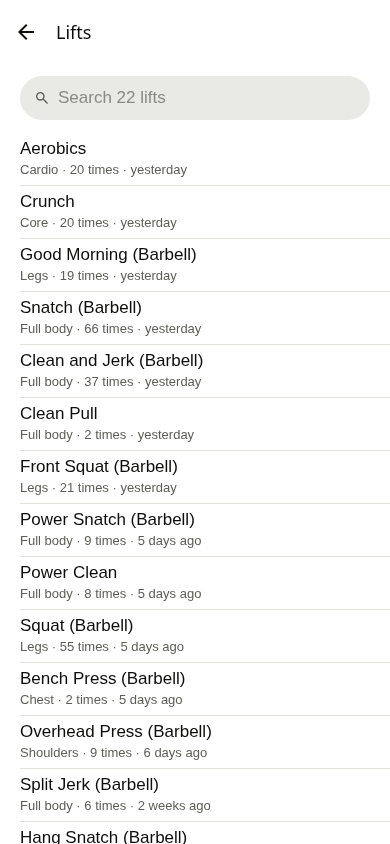 Lifts
Search 22 lifts
Aerobics
Cardio · 20 times · yesterday
Crunch
Core · 20 times · yesterday
Good Morning (Barbell)
Legs · 19 times · yesterday
Snatch (Barbell)
Full body · 66 times · yesterday
Clean and Jerk (Barbell)
Full body · 37 times · yesterday
Clean Pull
Full body · 2 times · yesterday
Front Squat (Barbell)
Legs · 21 times · yesterday
Power Snatch (Barbell)
Full body · 9 times · 5 days ago
Power Clean
Full body · 8 times · 5 days ago
Squat (Barbell)
Legs · 55 times · 5 days ago
Bench Press (Barbell)
Chest · 2 times · 5 days ago
Overhead Press (Barbell)
Shoulders · 9 times · 6 days ago
Split Jerk (Barbell)
Full body · 6 times · 2 weeks ago
Hang Snatch (Barbell)